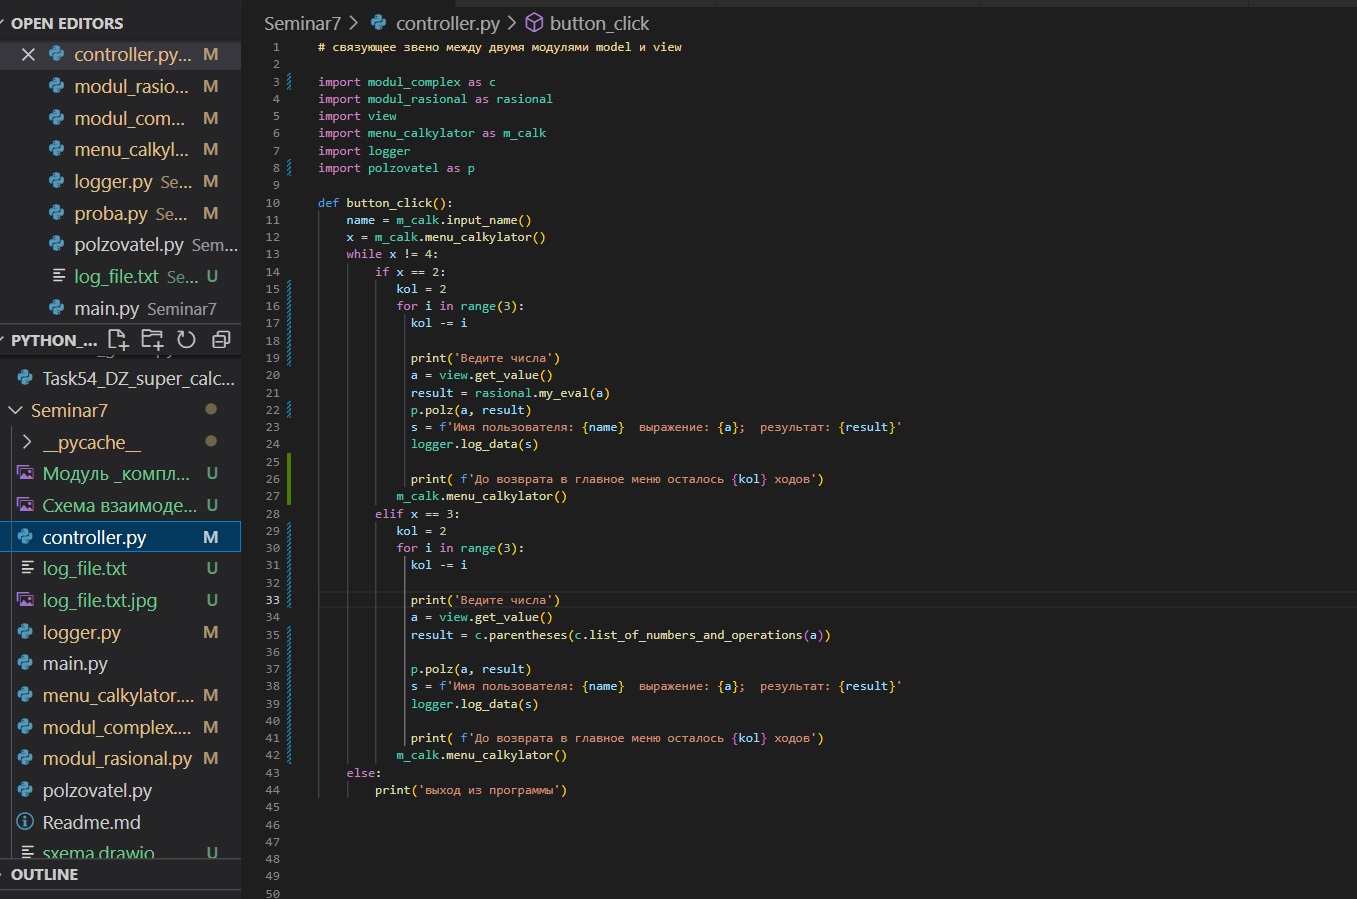 OPEN EDITORS
controller.py... M
modul_rasio... M
modul_com... M
menu_calkyl... M
logger.py Se... M
proba.py Se... M
polzovatel.py Sem...
log_file.txt Se... U
main.py Seminar7
PYTHON_...
Task54_DZ_super_calc...
Seminar7
__pycache__
Модуль _компл... U
Схема взаимоде... U
controller.py M
log_file.txt U
log_file.txt.jpg U
logger.py M
main.py
menu_calkylator.... M
modul_complex.... M
modul_rasional.py M
polzovatel.py
Readme.md
sxema.drawio U
OUTLINE
Seminar7 > controller.py > button_click
1 # связующее звено между двумя модулями model и view
2
3 import modul_complex as c
4 import modul_rasional as rasional
5 import view
6 import menu_calkylator as m_calk
7 import logger
8 import polzovatel as p
9
10 def button_click():
11 name = m_calk.input_name()
12 x = m_calk.menu_calkylator()
13 while x != 4:
14 if x == 2:
15 kol = 2
16 for i in range(3):
17 kol -= i
18
19 print('Ведите числа')
20 a = view.get_value()
21 result = rasional.my_eval(a)
22 p.polz(a, result)
23 s = f'Имя пользователя: {name}  выражение: {a};  результат: {result}'
24 logger.log_data(s)
25
26 print( f'До возврата в главное меню осталось {kol} ходов')
27 m_calk.menu_calkylator()
28 elif x == 3:
29 kol = 2
30 for i in range(3):
31 kol -= i
32
33 print('Ведите числа')
34 a = view.get_value()
35 result = c.parentheses(c.list_of_numbers_and_operations(a))
36
37 p.polz(a, result)
38 s = f'Имя пользователя: {name}  выражение: {a};  результат: {result}'
39 logger.log_data(s)
40
41 print( f'До возврата в главное меню осталось {kol} ходов')
42 m_calk.menu_calkylator()
43 else:
44 print('выход из программы')
45
46
47
48
49
50